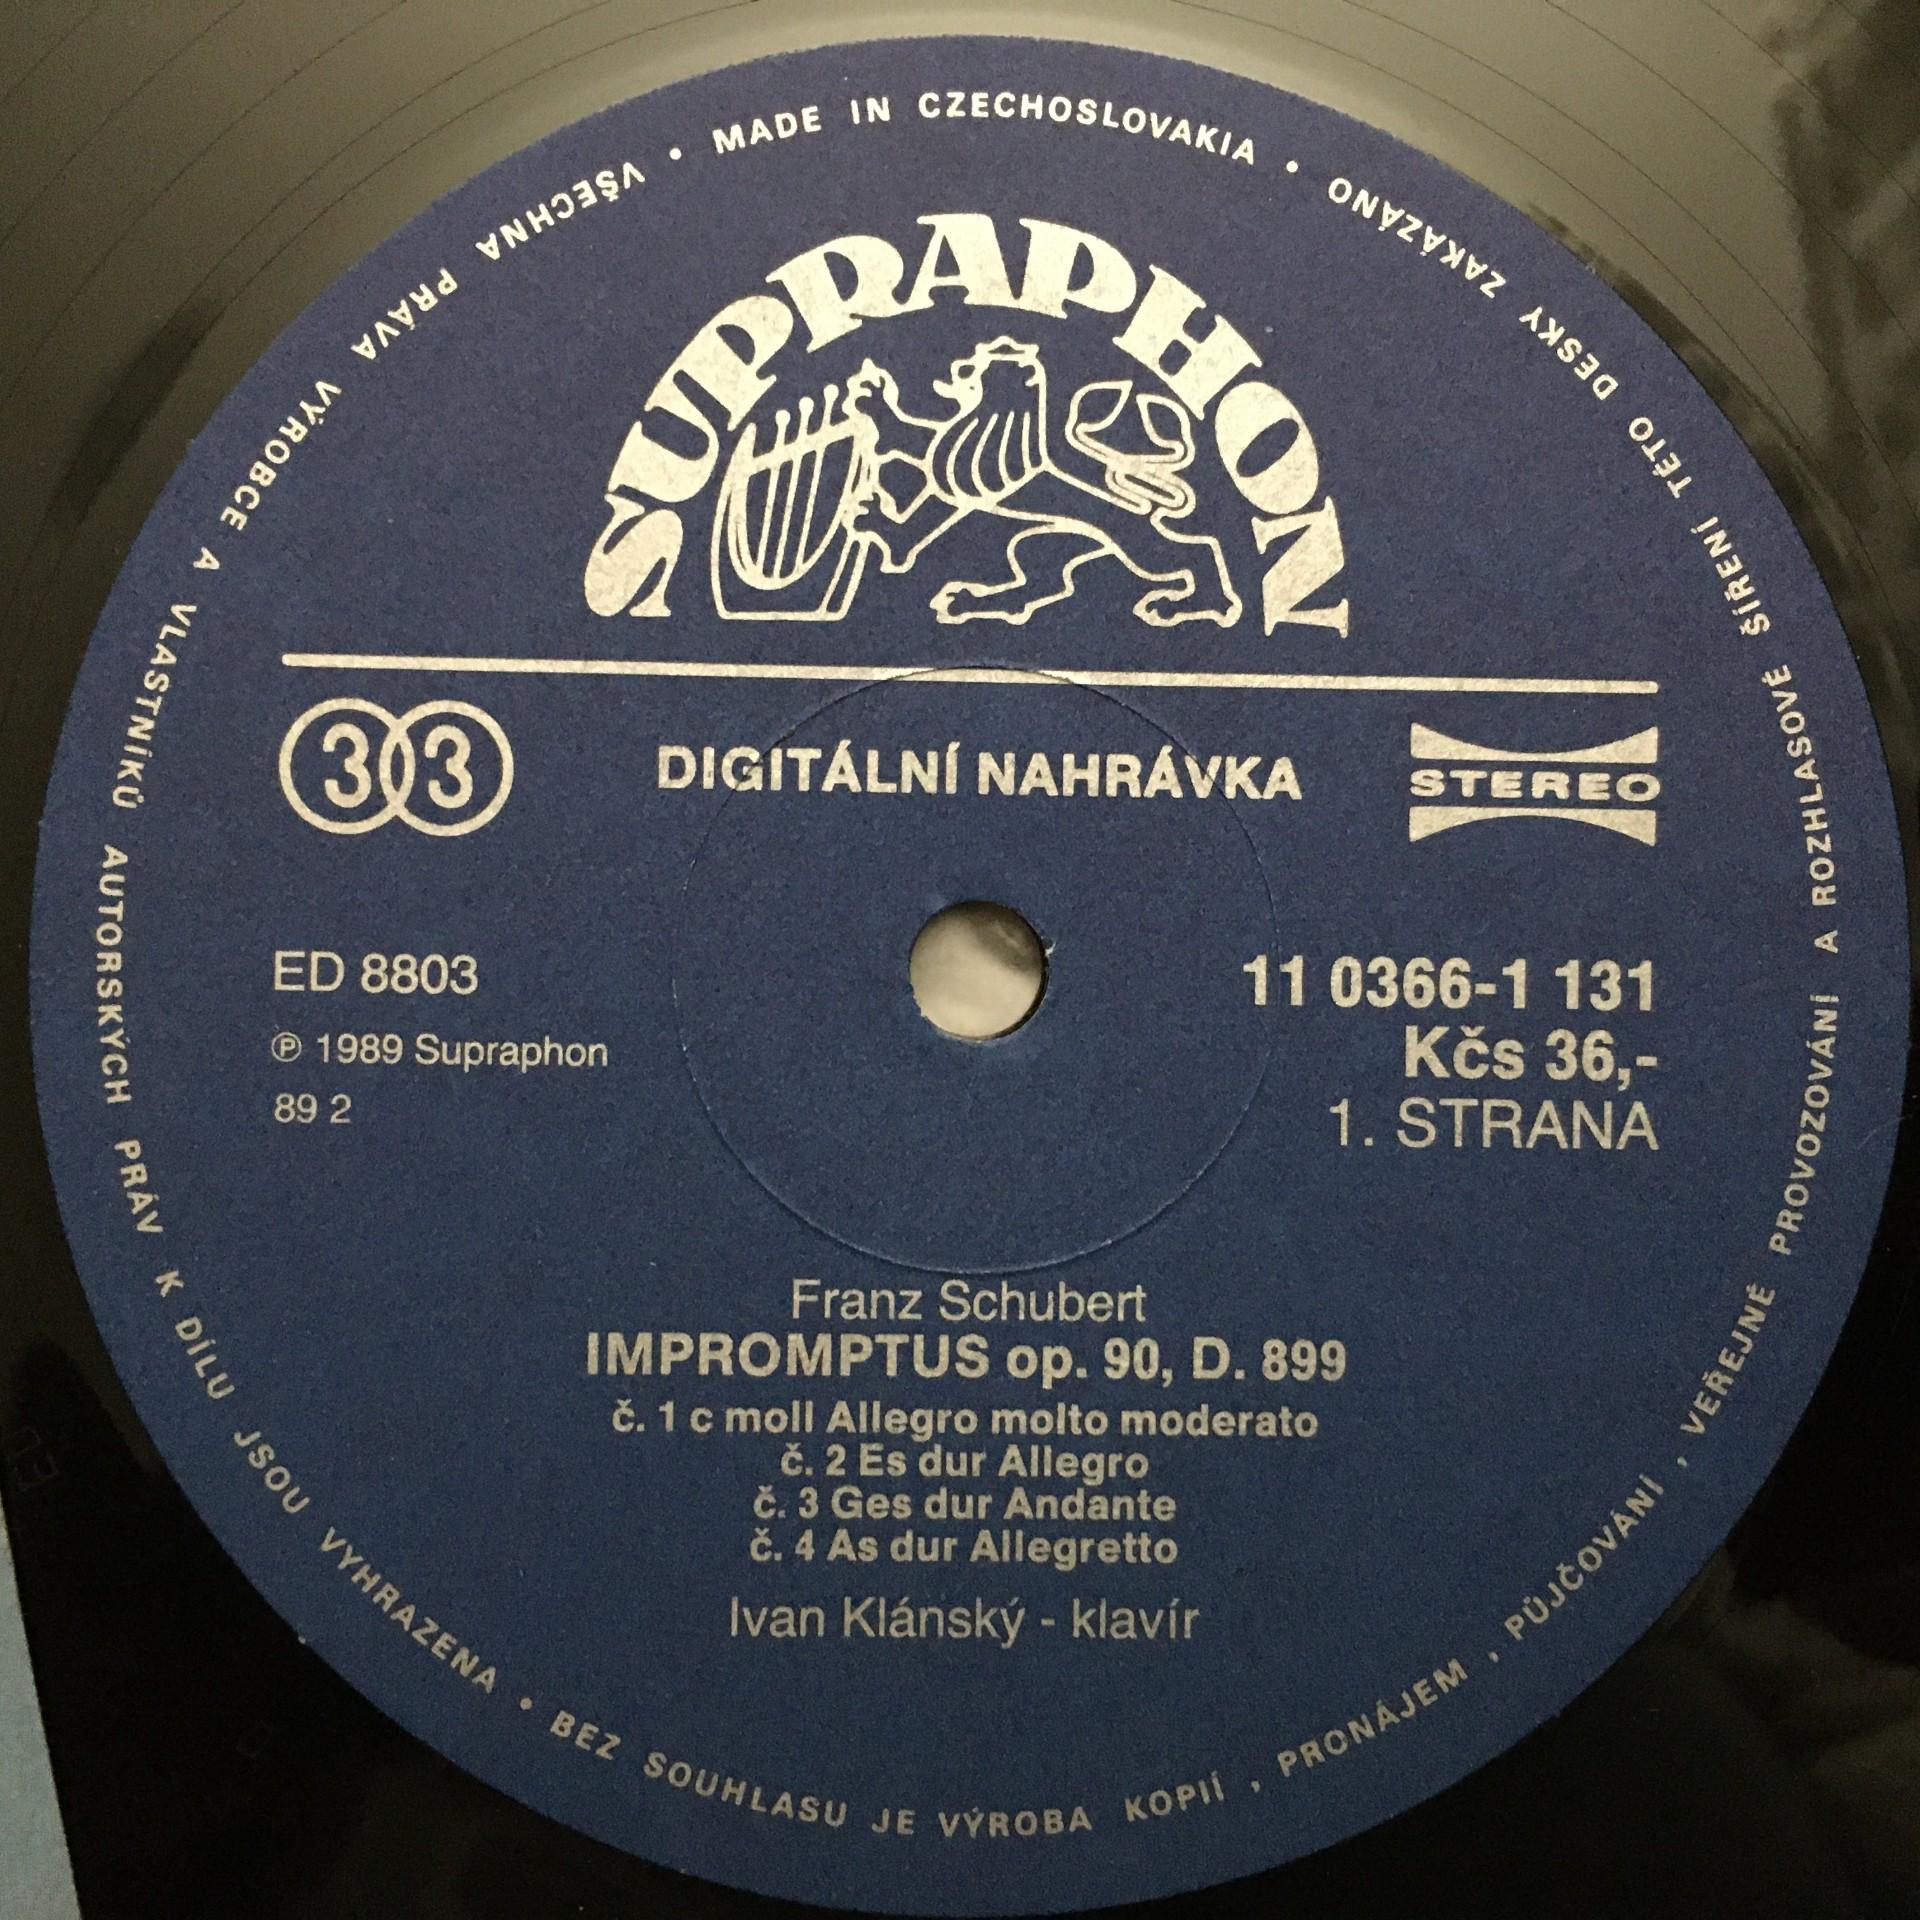 MADE IN CZECHOSLOVAKIA • ZAKÁZÁNO DESKY TÉTO ŠÍŘENÍ ROZHLASOVÉ A PROVOZOVÁNÍ VEŘEJNÉ , PŮJČOVÁNÍ , PRONÁJEM , KOPIÍ VÝROBA JE SOUHLASU BEZ • VŠECHNA PRÁVA VÝROBCE A VLASTNÍKŮ AUTORSKÝCH PRÁV K DÍLU JSOU VYHRAZENA •
SUPRAPHON
33
DIGITÁLNÍ NAHRÁVKA
STEREO
ED 8803
℗ 1989 Supraphon
89 2
11 0366-1 131
Kčs 36,-
1. STRANA
Franz Schubert
IMPROMPTUS op. 90, D. 899
č. 1 c moll Allegro molto moderato
č. 2 Es dur Allegro
č. 3 Ges dur Andante
č. 4 As dur Allegretto
Ivan Klánský - klavír